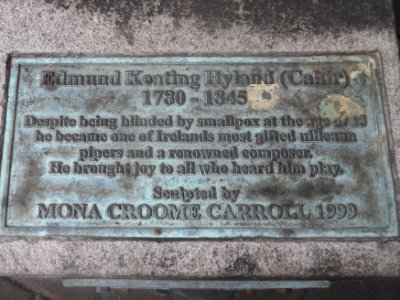 Edmund Keating Hyland (Cahir)
1780 - 1845
Despite being blinded by smallpox at the age of 15
he became one of Irelands most gifted uilleann
pipers and a renowned composer.
He brought joy to all who heard him play.
Sculpted by
MONA CROOME CARROLL 1999